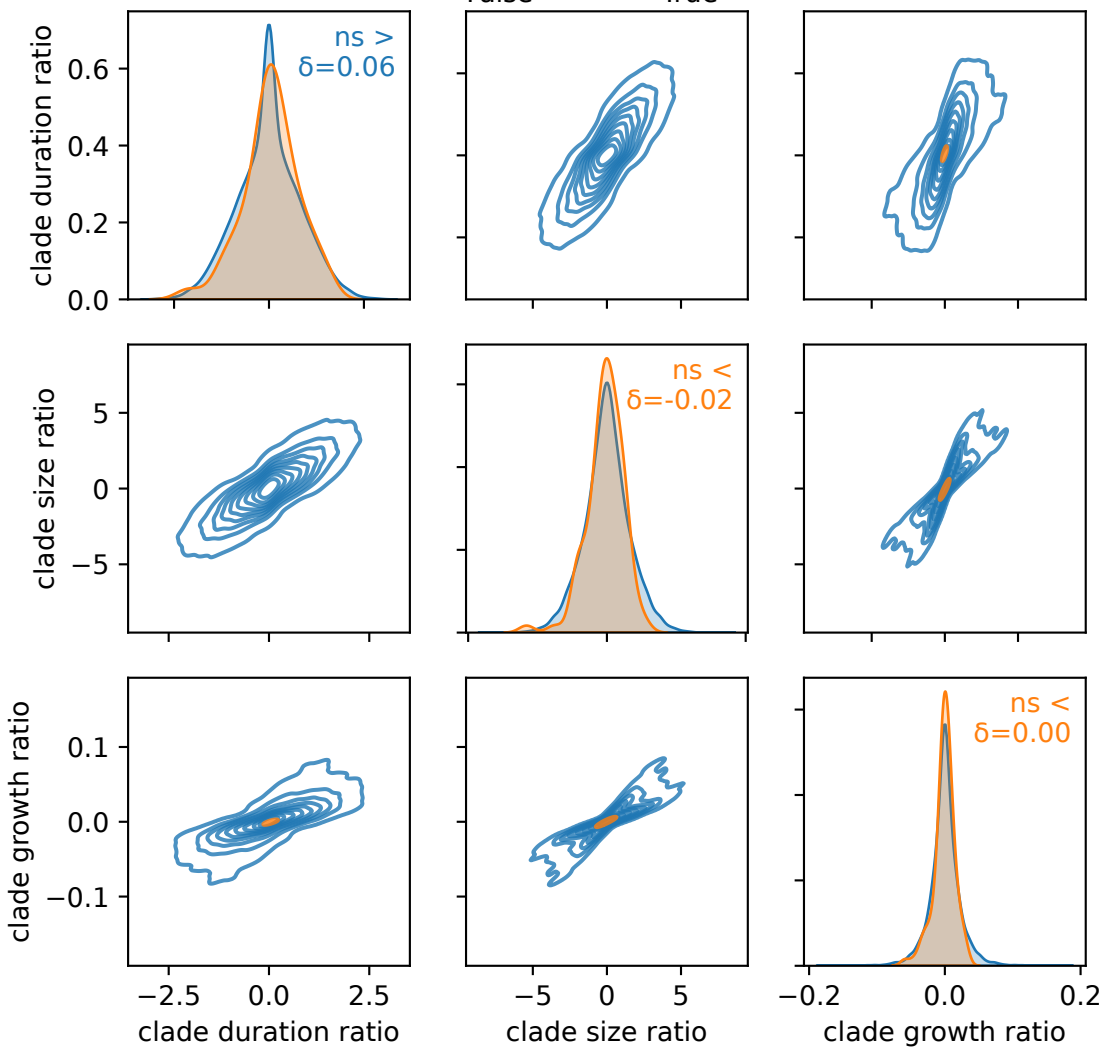 clade duration ratio
0.6
0.4
0.2
0.0
ns >
δ=0.06
clade size ratio
5
0
−5
ns <
δ=-0.02
clade growth ratio
0.1
0.0
−0.1
ns <
δ=0.00
−2.5 0.0 2.5
clade duration ratio
−5 0 5
clade size ratio
−0.2 0.0 0.2
clade growth ratio